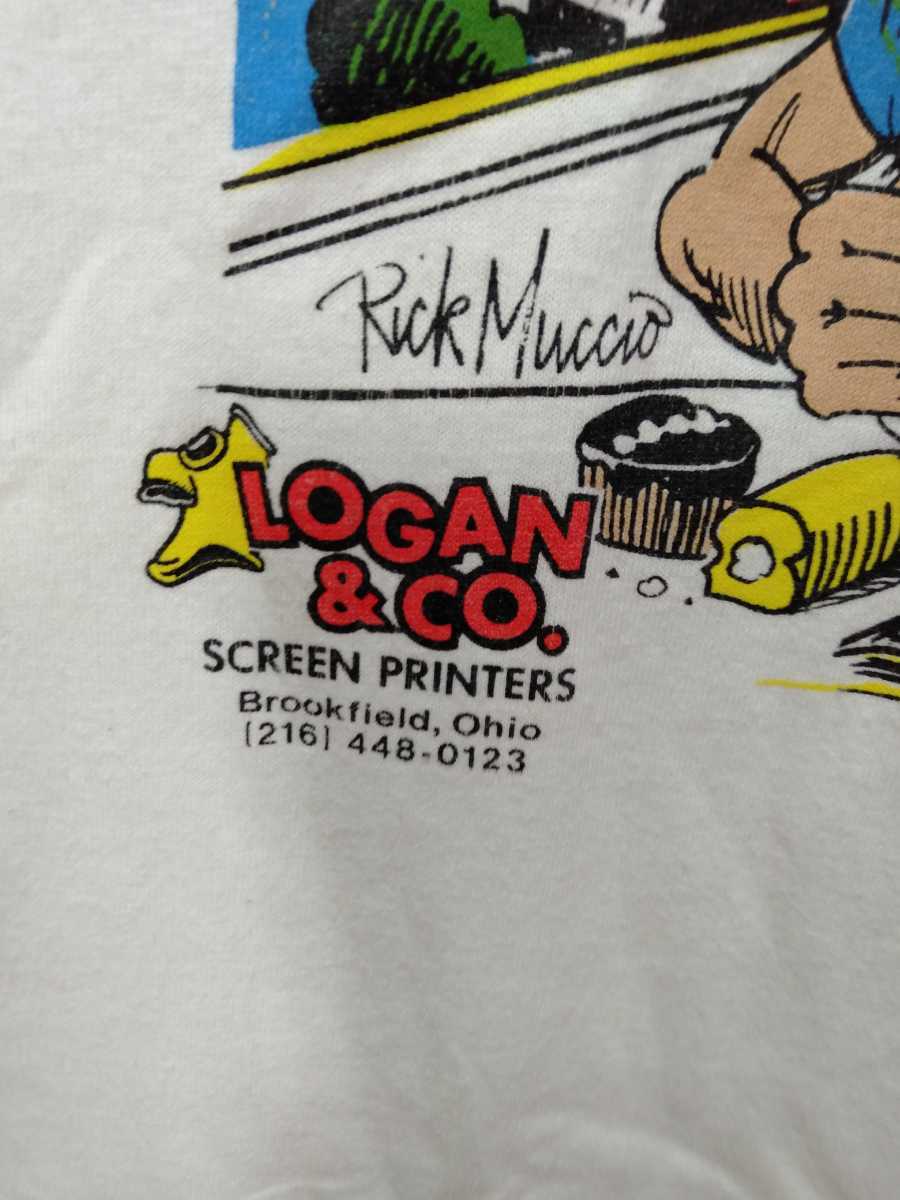 Rick Muccio
LOGAN
& CO.
SCREEN PRINTERS
Brookfield, Ohio
(216) 448-0123